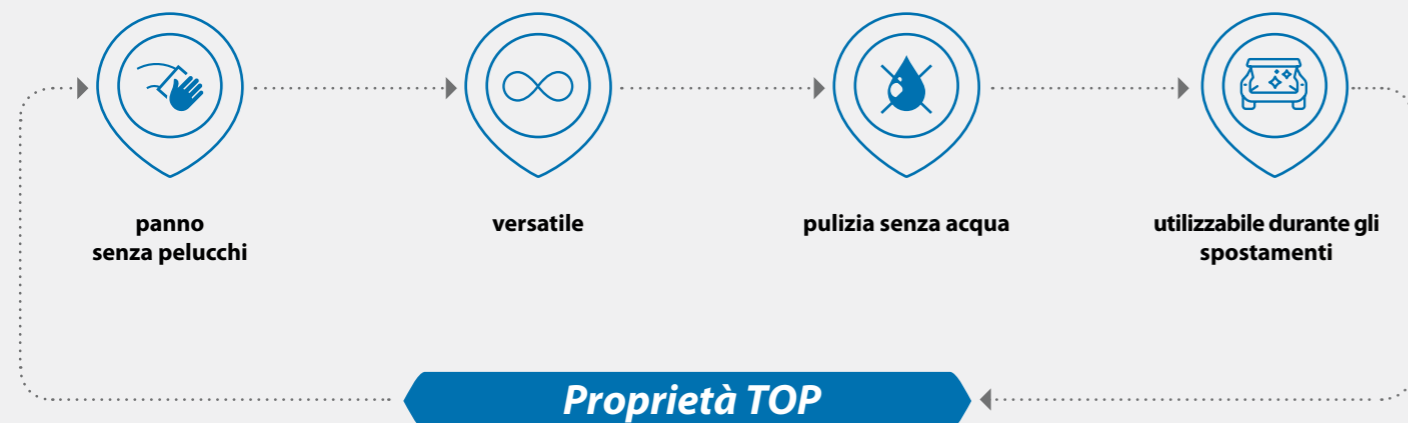 panno
senza pelucchi
versatile
pulizia senza acqua
utilizzabile durante gli
spostamenti
Proprietà TOP